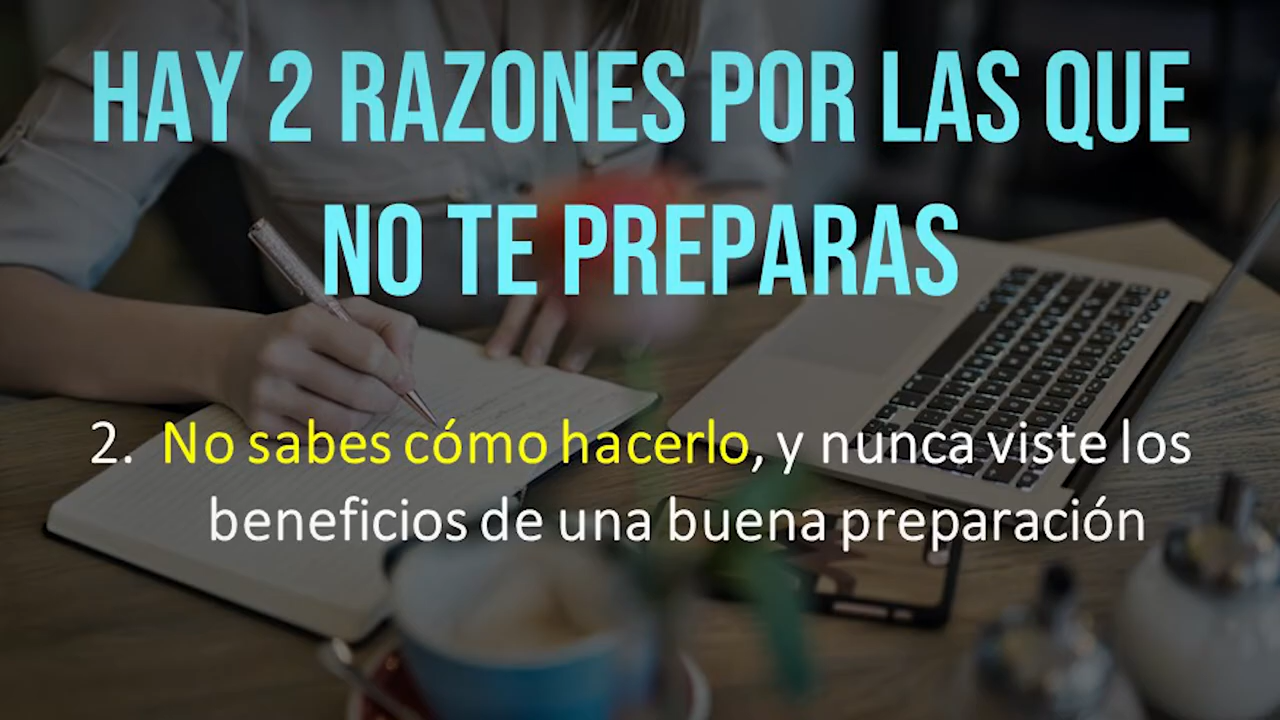 HAY 2 RAZONES POR LAS QUE
NO TE PREPARAS
2. No sabes cómo hacerlo, y nunca viste los
beneficios de una buena preparación